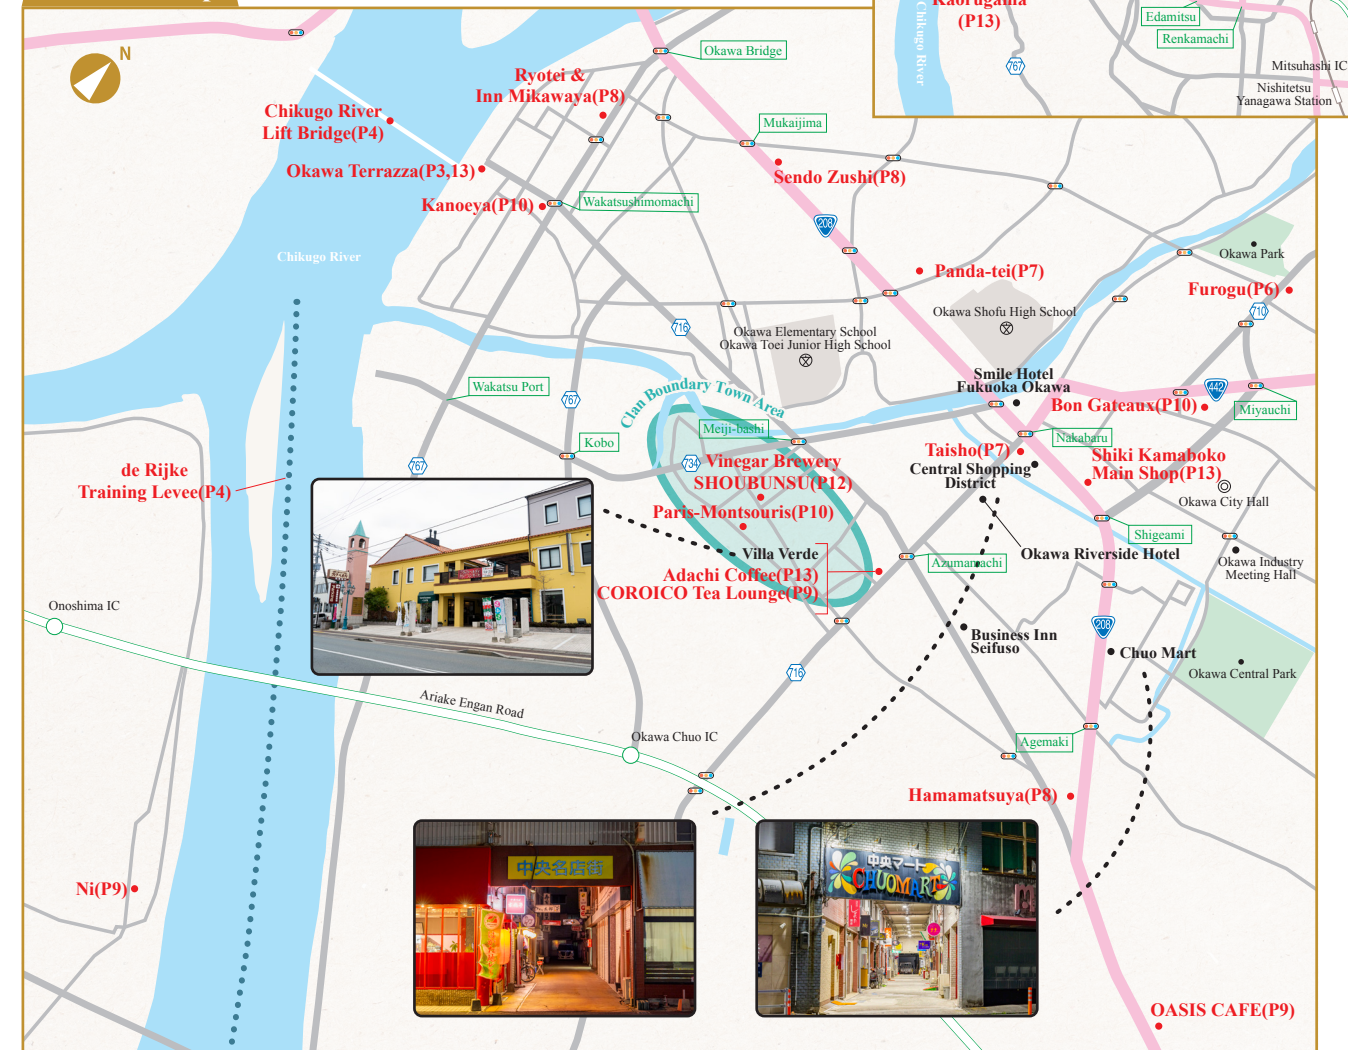 N
Chikugo River
Lift Bridge(P4)
Okawa Terrazza(P3,13)
Kanoeya(P10)
Ryotei &
Inn Mikawaya(P8)
Okawa Bridge
Mukaijima
Sendo Zushi(P8)
Wakatsushimomachi
208
Chikugo River
Kaorugama
(P13)
Chikugo River
767
Edamitsu
Renkamachi
Mitsuhashi IC
Nishitetsu
Yanagawa Station
Okawa Park
Furogu(P6)
710
Panda-tei(P7)
Okawa Shofu High School
Okawa Elementary School
Okawa Toei Junior High School
716
Smile Hotel
Fukuoka Okawa
442
Bon Gateaux(P10)
Miyauchi
Wakatsu Port
767
Clan Boundary Town Area
Meiji-bashi
Kobo
767
734
Vinegar Brewery
SHOUBUNSU(P12)
Paris-Montsouris(P10)
Villa Verde
Adachi Coffee(P13)
COROICO Tea Lounge(P9)
Taisho(P7)
Central Shopping
District
Nakabaru
Shiki Kamaboko
Main Shop(P13)
Okawa City Hall
Shigeami
Okawa Riverside Hotel
Azumamachi
Okawa Industry
Meeting Hall
de Rijke
Training Levee(P4)
Onoshima IC
Ariake Engan Road
Okawa Chuo IC
716
Business Inn
Seifuso
208
Chuo Mart
Okawa Central Park
Agemaki
Hamamatsuya(P8)
Ni(P9)
中央名店街
中央マート
CHUOMART
OASIS CAFE(P9)